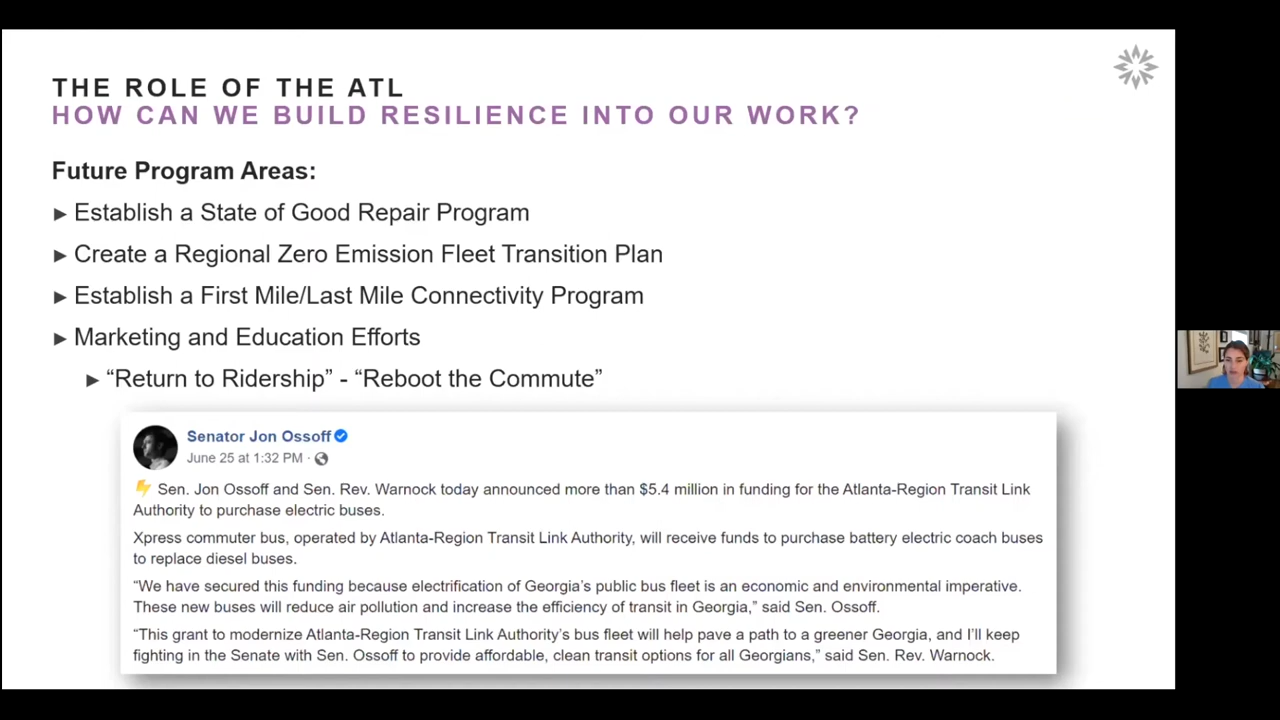 THE ROLE OF THE ATL
HOW CAN WE BUILD RESILIENCE INTO OUR WORK?
Future Program Areas:
► Establish a State of Good Repair Program
► Create a Regional Zero Emission Fleet Transition Plan
► Establish a First Mile/Last Mile Connectivity Program
► Marketing and Education Efforts
► “Return to Ridership” - “Reboot the Commute”
Senator Jon Ossoff
June 25 at 1:32 PM ·
⚡ Sen. Jon Ossoff and Sen. Rev. Warnock today announced more than $5.4 million in funding for the Atlanta-Region Transit Link
Authority to purchase electric buses.
Xpress commuter bus, operated by Atlanta-Region Transit Link Authority, will receive funds to purchase battery electric coach buses
to replace diesel buses.
“We have secured this funding because electrification of Georgia’s public bus fleet is an economic and environmental imperative.
These new buses will reduce air pollution and increase the efficiency of transit in Georgia,” said Sen. Ossoff.
“This grant to modernize Atlanta-Region Transit Link Authority’s bus fleet will help pave a path to a greener Georgia, and I’ll keep
fighting in the Senate with Sen. Ossoff to provide affordable, clean transit options for all Georgians,” said Sen. Rev. Warnock.